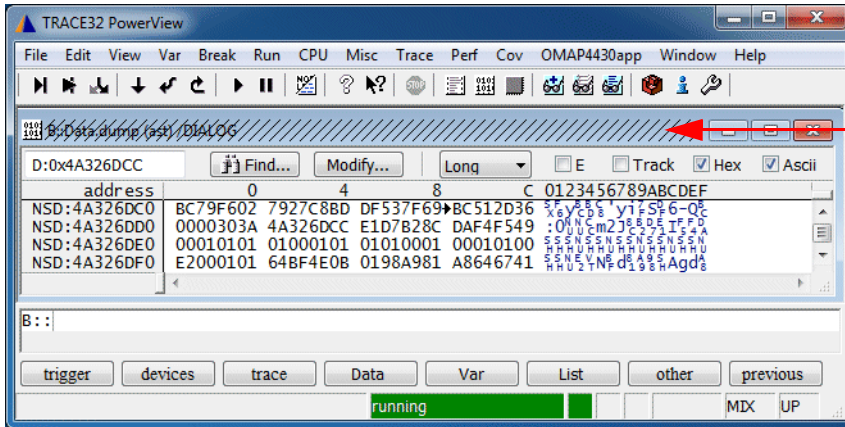 TRACE32 PowerView
File Edit View Var Break Run CPU Misc Trace Perf Cov OMAP4430app Window Help
B::Data.dump (ast) /DIALOG
D:0x4A326DCC Find... Modify... Long E Track Hex Ascii
address 0 4 8 C 0123456789ABCDEF
NSD:4A326DC0 BC79F602 7927C8BD DF537F69 BC512D36
NSD:4A326DD0 0000303A 4A326DCC E1D7B28C DAF4F549
NSD:4A326DE0 00010101 01000101 01010001 00010100
NSD:4A326DF0 E2000101 64BF4E0B 0198A981 A8646741
B::
trigger devices trace Data Var List other previous
running MIX UP